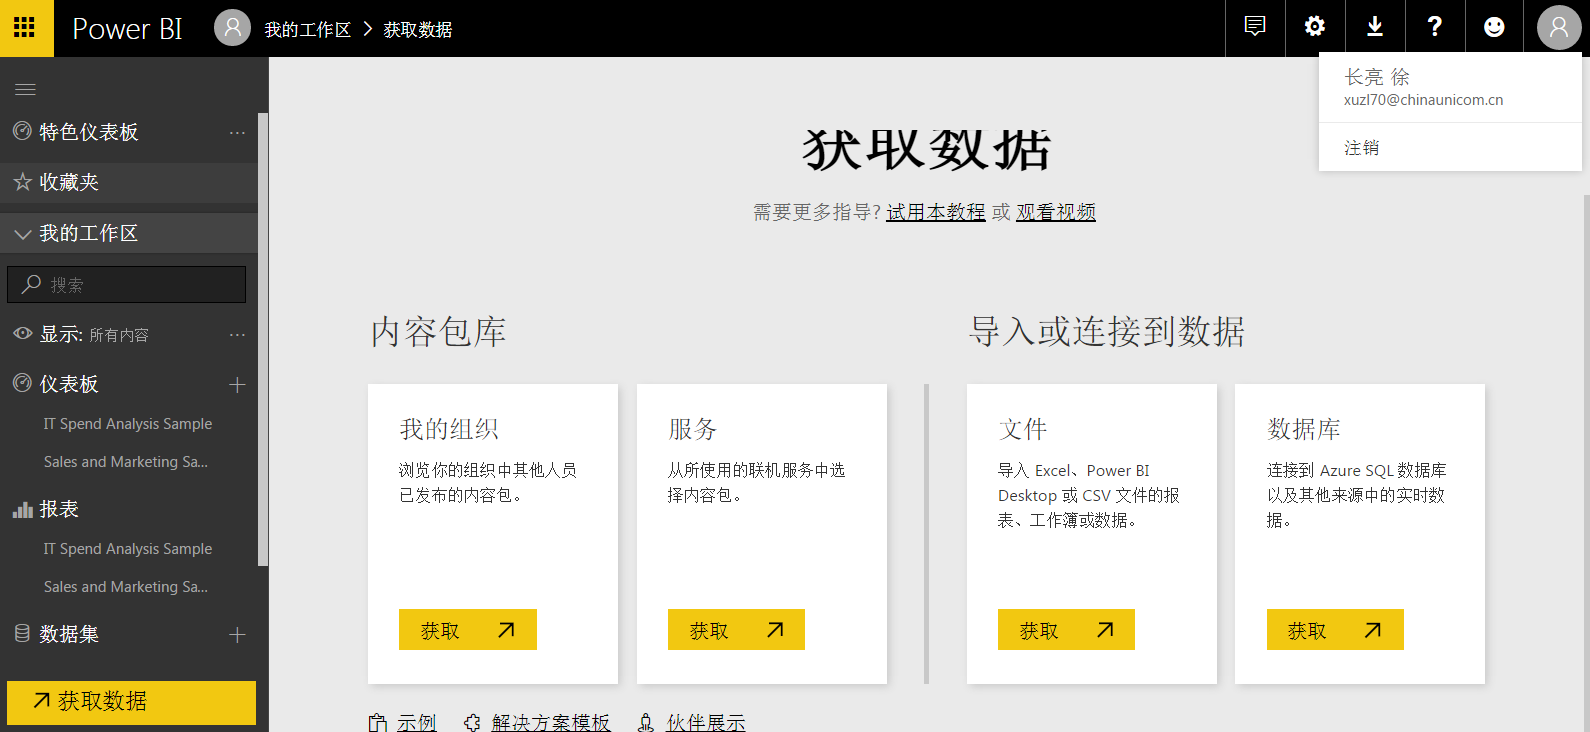 Power BI
我的工作区 > 获取数据
?
长亮 徐
xuzl70@chinaunicom.cn
注销
特色仪表板
...
收藏夹
我的工作区
搜索
显示: 所有内容
...
仪表板
IT Spend Analysis Sample
Sales and Marketing Sa...
报表
IT Spend Analysis Sample
Sales and Marketing Sa...
数据集
获取数据
获取数据
需要更多指导? 试用本教程 或 观看视频
内容包库
我的组织
浏览你的组织中其他人员
已发布的内容包。
获取
服务
从所使用的联机服务中选
择内容包。
获取
导入或连接到数据
文件
导入 Excel、Power BI
Desktop 或 CSV 文件的报
表、工作簿或数据。
获取
数据库
连接到 Azure SQL 数据库
以及其他来源中的实时数
据。
获取
示例
解决方案模板
伙伴展示